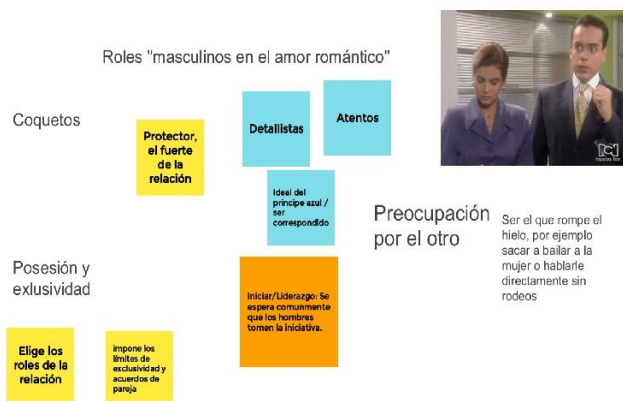 Roles "masculinos en el amor romántico"
Coquetos
Protector,
el fuerte
de la
relación
Detallistas
Atentos
Ideal del
príncipe azul /
ser
correspondido
Preocupación
por el otro
Ser el que rompe el
hielo, por ejemplo
sacar a bailar a la
mujer o hablarle
directamente sin
rodeos
Posesión y
exlusividad
Iniciar/Liderazgo: Se
espera comunmente
que los hombres
tomen la iniciativa.
Elige los
roles de la
relación
impone los
límites de
exclusividad y
acuerdos de
pareja
RCN